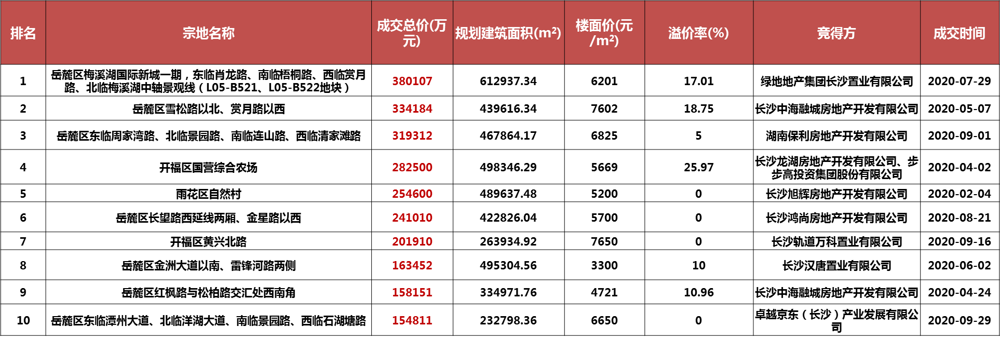 排名 宗地名称 成交总价(万元) 规划建筑面积(m²) 楼面价(元/m²) 溢价率(%) 竞得方 成交时间
1 岳麓区梅溪湖国际新城一期，东临肖龙路、南临梧桐路、西临赏月路、北临梅溪湖中轴景观线（L05-B521、L05-B522地块） 380107 612937.34 6201 17.01 绿地地产集团长沙置业有限公司 2020-07-29
2 岳麓区雪松路以北、赏月路以西 334184 439616.34 7602 18.75 长沙中海融城房地产开发有限公司 2020-05-07
3 岳麓区东临周家湾路、北临景园路、南临连山路、西临清家滩路 319312 467864.17 6825 5 湖南保利房地产开发有限公司 2020-09-01
4 开福区国营综合农场 282500 498346.29 5669 25.97 长沙龙湖房地产开发有限公司、步步高投资集团股份有限公司 2020-04-02
5 雨花区自然村 254600 489637.48 5200 0 长沙旭辉房地产开发有限公司 2020-02-04
6 岳麓区长望路西延线两厢、金星路以西 241010 422826.04 5700 0 长沙鸿尚房地产开发有限公司 2020-08-21
7 开福区黄兴北路 201910 263934.92 7650 0 长沙轨道万科置业有限公司 2020-09-16
8 岳麓区金洲大道以南、雷锋河路两侧 163452 495304.56 3300 10 长沙汉唐置业有限公司 2020-06-02
9 岳麓区红枫路与松柏路交汇处西南角 158151 334971.76 4721 10.96 长沙中海融城房地产开发有限公司 2020-04-24
10 岳麓区东临潭州大道、北临洋湖大道、南临景园路、西临石湖塘路 154811 232798.36 6650 0 卓越京东（长沙）产业发展有限公司 2020-09-29